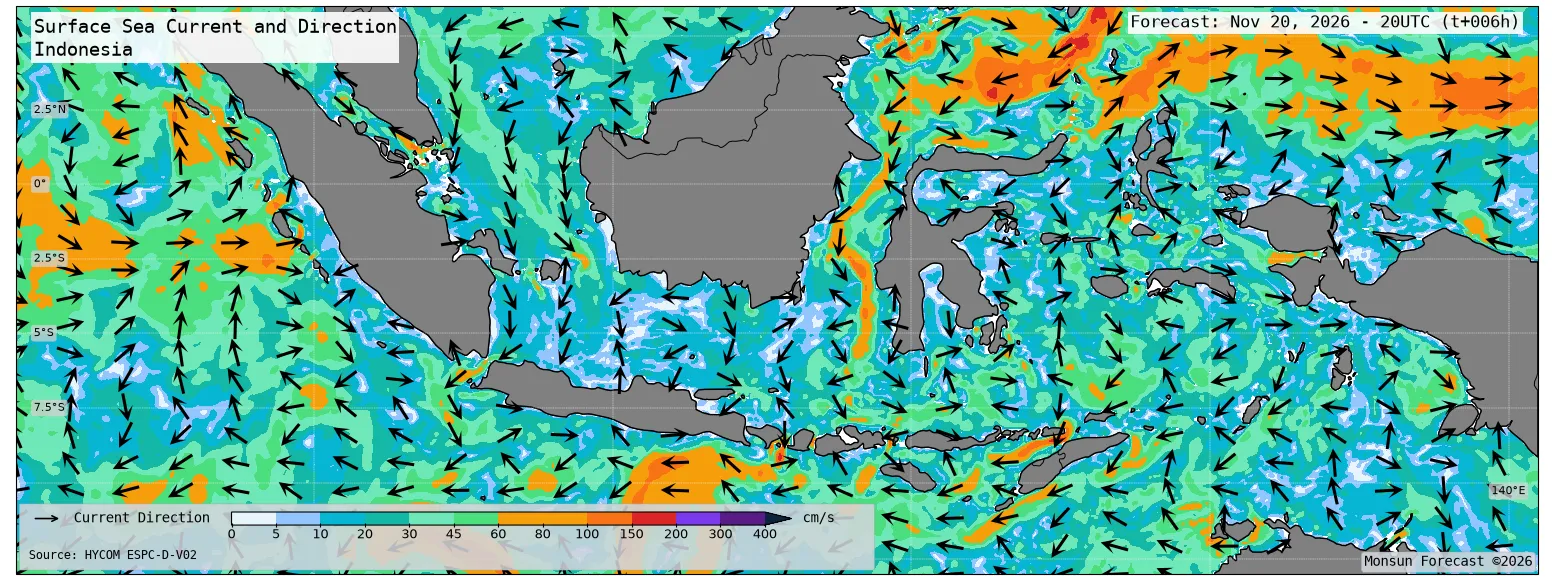 Surface Sea Current and Direction
Indonesia
Forecast: Nov 20, 2026 - 20UTC (t+006h)
2.5°N
0°
2.5°S
5°S
7.5°S
140°E
Current Direction
0 5 10 20 30 45 60 80 100 150 200 300 400 cm/s
Source: HYCOM ESPC-D-V02
Monsun Forecast ©2026